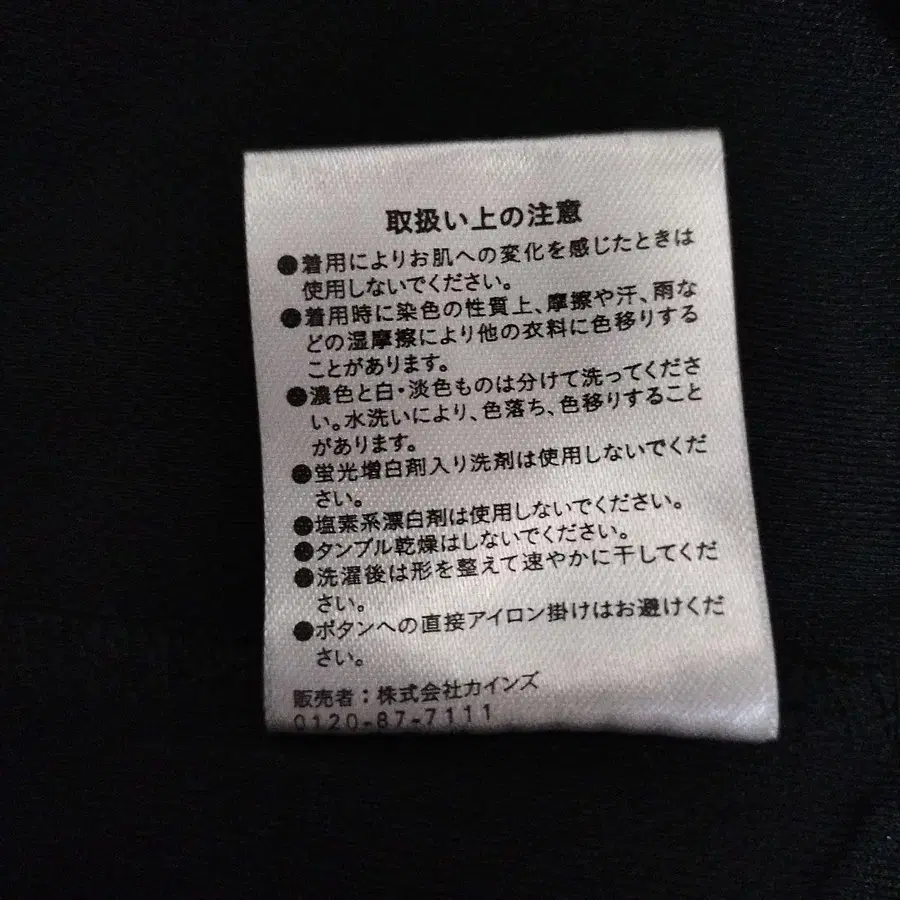 取扱い上の注意
●着用によりお肌への変化を感じたときは
使用しないでください。
●着用時に染色の性質上、摩擦や汗、雨な
どの湿摩擦により他の衣料に色移りする
ことがあります。
●濃色と白・淡色ものは分けて洗ってくださ
い。水洗いにより、色落ち、色移りすること
があります。
●蛍光増白剤入り洗剤は使用しないでくだ
さい。
●塩素系漂白剤は使用しないでください。
●タンブル乾燥はしないでください。
●洗濯後は形を整えて速やかに干してくだ
さい。
●ボタンへの直接アイロン掛けはお避けくだ
さい。
販売者：株式会社カインズ
0120-87-7111